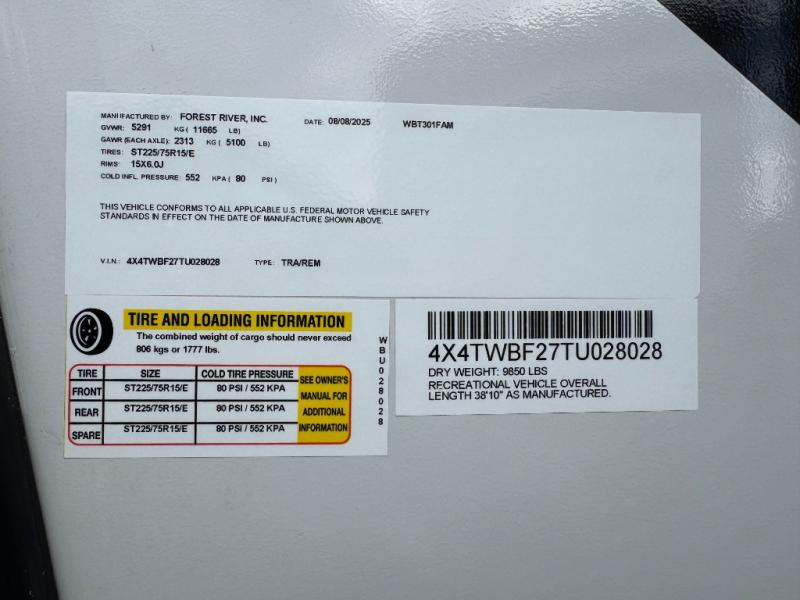 MANUFACTURED BY: FOREST RIVER, INC. DATE: 08/08/2025 WBT301FAM
GVWR: 5291 KG ( 11665 LB)
GAWR (EACH AXLE): 2313 KG ( 5100 LB)
TIRES: ST225/75R15/E
RIMS: 15X6.0J
COLD INFL. PRESSURE: 552 KPA ( 80 PSI )
THIS VEHICLE CONFORMS TO ALL APPLICABLE U.S. FEDERAL MOTOR VEHICLE SAFETY
STANDARDS IN EFFECT ON THE DATE OF MANUFACTURE SHOWN ABOVE.
V.I.N.: 4X4TWBF27TU028028 TYPE: TRA/REM
TIRE AND LOADING INFORMATION
The combined weight of cargo should never exceed
806 kgs or 1777 lbs.
TIRE SIZE COLD TIRE PRESSURE
FRONT ST225/75R15/E 80 PSI / 552 KPA
REAR ST225/75R15/E 80 PSI / 552 KPA
SPARE ST225/75R15/E 80 PSI / 552 KPA
SEE OWNER'S
MANUAL FOR
ADDITIONAL
INFORMATION
WBU028028
4X4TWBF27TU028028
DRY WEIGHT: 9850 LBS
RECREATIONAL VEHICLE OVERALL
LENGTH 38'10" AS MANUFACTURED.